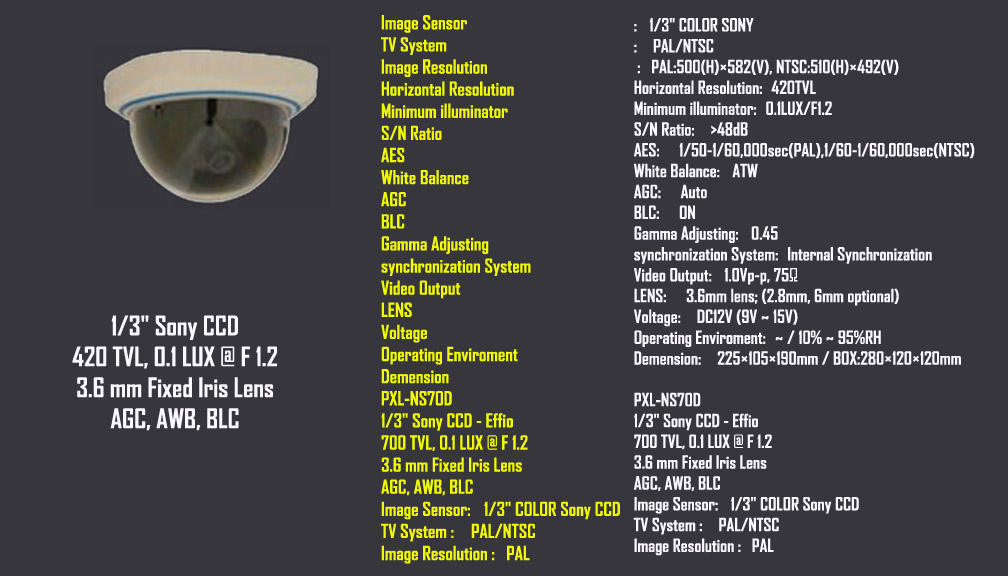 1/3" Sony CCD
420 TVL, 0.1 LUX @ F 1.2
3.6 mm Fixed Iris Lens
AGC, AWB, BLC
Image Sensor
TV System
Image Resolution
Horizontal Resolution
Minimum illuminator
S/N Ratio
AES
White Balance
AGC
BLC
Gamma Adjusting
synchronization System
Video Output
LENS
Voltage
Operating Enviroment
Demension
PXL-NS70D
1/3" Sony CCD - Effio
700 TVL, 0.1 LUX @ F 1.2
3.6 mm Fixed Iris Lens
AGC, AWB, BLC
Image Sensor: 1/3" COLOR Sony CCD
TV System : PAL/NTSC
Image Resolution : PAL
: 1/3" COLOR SONY
: PAL/NTSC
: PAL:500(H)×582(V), NTSC:510(H)×492(V)
Horizontal Resolution: 420TVL
Minimum illuminator: 0.1LUX/F1.2
S/N Ratio: >48dB
AES: 1/50-1/60,000sec(PAL),1/60-1/60,000sec(NTSC)
White Balance: ATW
AGC: Auto
BLC: ON
Gamma Adjusting: 0.45
synchronization System: Internal Synchronization
Video Output: 1.0Vp-p, 75Ω
LENS: 3.6mm lens; (2.8mm, 6mm optional)
Voltage: DC12V (9V ~ 15V)
Operating Enviroment: ~ / 10% ~ 95%RH
Demension: 225×105×190mm / BOX:280×120×120mm
PXL-NS70D
1/3" Sony CCD - Effio
700 TVL, 0.1 LUX @ F 1.2
3.6 mm Fixed Iris Lens
AGC, AWB, BLC
Image Sensor: 1/3" COLOR Sony CCD
TV System : PAL/NTSC
Image Resolution : PAL